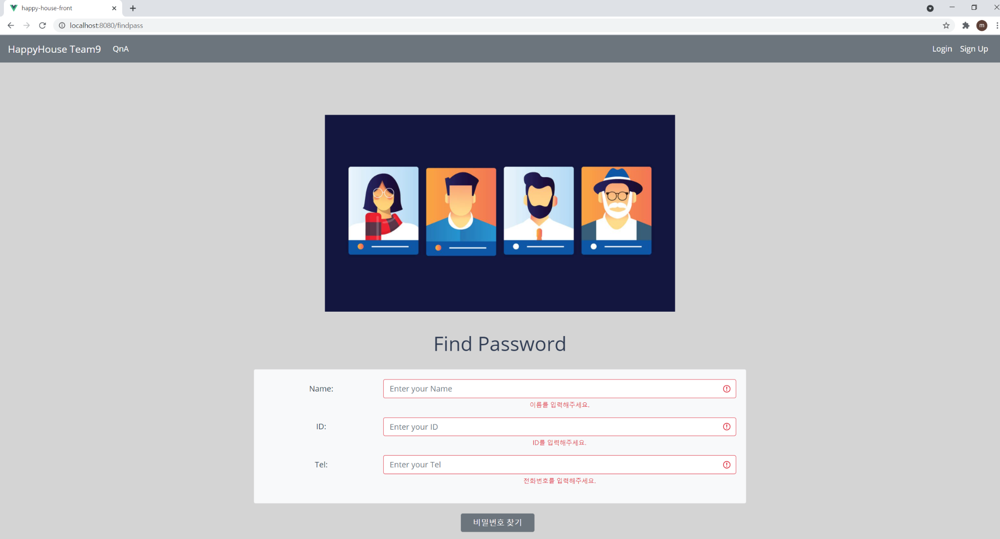 happy-house-front
localhost:8080/findpass
m
HappyHouse Team9
QnA
Login
Sign Up
Find Password
Name:
Enter your Name
이름를 입력해주세요.
ID:
Enter your ID
ID를 입력해주세요.
Tel:
Enter your Tel
전화번호를 입력해주세요.
비밀번호 찾기